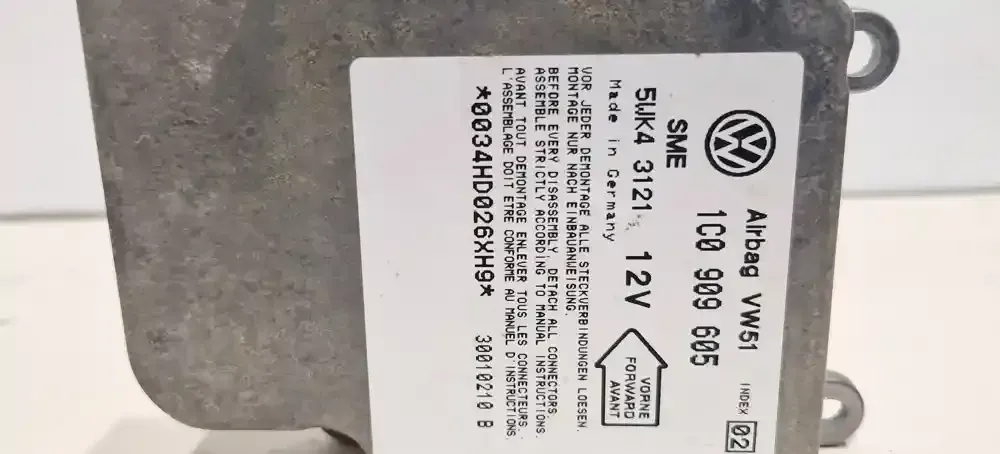 Airbag VW51 INDEX 02
1C0 909 605
SME
5WK4 3121 12V
Made in Germany
VORNE
FORWARD
AVANT
VOR JEDER DEMONTAGE ALLE STECKVERBINDUNGEN LOESEN.
MONTAGE NUR NACH EINBAUANWEISUNG.
BEFORE EVERY DISASSEMBLY, DETACH ALL CONNECTORS.
ASSEMBLE STRICTLY ACCORDING TO MANUAL INSTRUCTIONS.
AVANT TOUT DEMONTAGE ENLEVER TOUS LES CONNECTEURS.
L'ASSEMBLAGE DOIT ETRE CONFORME AU MANUEL D'INSTRUCTIONS.
*0034HD026XH9* 30010210 B